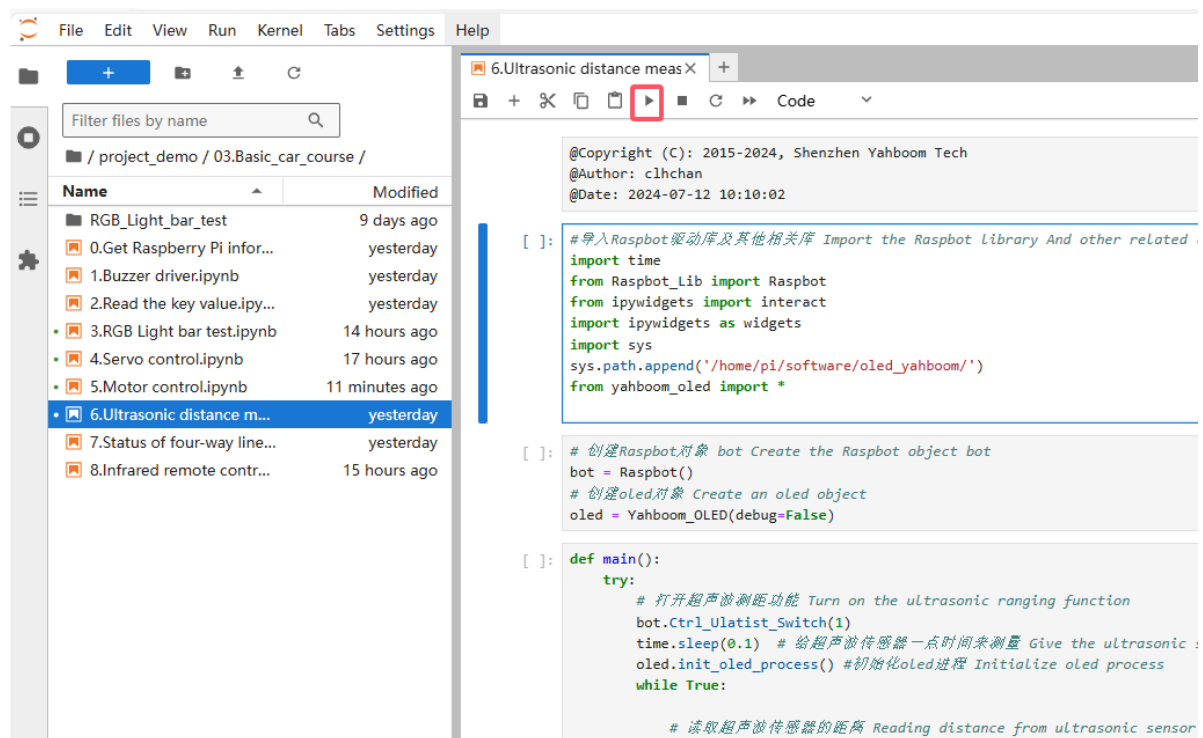 File Edit View Run Kernel Tabs Settings Help
+
Filter files by name
/ project_demo / 03.Basic_car_course /
Name Modified
RGB_Light_bar_test 9 days ago
0.Get Raspberry Pi infor... yesterday
1.Buzzer driver.ipynb yesterday
2.Read the key value.ipy... yesterday
3.RGB Light bar test.ipynb 14 hours ago
4.Servo control.ipynb 17 hours ago
5.Motor control.ipynb 11 minutes ago
6.Ultrasonic distance m... yesterday
7.Status of four-way line... yesterday
8.Infrared remote contr... 15 hours ago
6.Ultrasonic distance meas
Code
@Copyright (C): 2015-2024, Shenzhen Yahboom Tech
@Author: clhchan
@Date: 2024-07-12 10:10:02
[ ]: #导入Raspbot驱动库及其他相关库 Import the Raspbot library And other related
import time
from Raspbot_Lib import Raspbot
from ipywidgets import interact
import ipywidgets as widgets
import sys
sys.path.append('/home/pi/software/oled_yahboom/')
from yahboom_oled import *
[ ]: # 创建Raspbot对象 bot Create the Raspbot object bot
bot = Raspbot()
# 创建oled对象 Create an oled object
oled = Yahboom_OLED(debug=False)
[ ]: def main():
try:
# 打开超声波测距功能 Turn on the ultrasonic ranging function
bot.Ctrl_Ulatist_Switch(1)
time.sleep(0.1) # 给超声波传感器一点时间来测量 Give the ultrasonic
oled.init_oled_process() #初始化oled进程 Initialize oled process
while True:
# 读取超声波传感器的距离 Reading distance from ultrasonic sensor